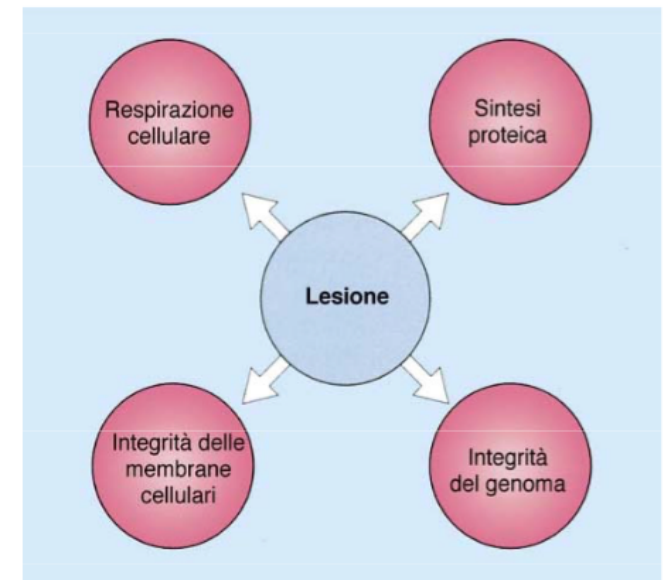 Respirazione
cellulare
Sintesi
proteica
Lesione
Integrità delle
membrane
cellulari
Integrità
del genoma